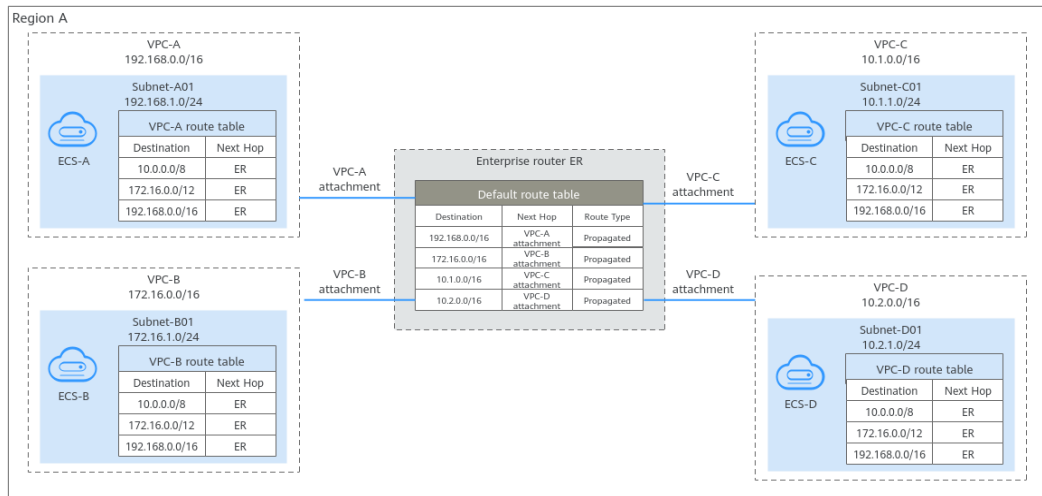 Region A
VPC-A
192.168.0.0/16
Subnet-A01
192.168.1.0/24
VPC-A route table
Destination Next Hop
10.0.0.0/8 ER
172.16.0.0/12 ER
192.168.0.0/16 ER
ECS-A
VPC-A
attachment
VPC-B
172.16.0.0/16
Subnet-B01
172.16.1.0/24
VPC-B route table
Destination Next Hop
10.0.0.0/8 ER
172.16.0.0/12 ER
192.168.0.0/16 ER
ECS-B
VPC-B
attachment
Enterprise router ER
Default route table
Destination Next Hop Route Type
192.168.0.0/16 VPC-A attachment Propagated
172.16.0.0/16 VPC-B attachment Propagated
10.1.0.0/16 VPC-C attachment Propagated
10.2.0.0/16 VPC-D attachment Propagated
VPC-C
attachment
VPC-C
10.1.0.0/16
Subnet-C01
10.1.1.0/24
VPC-C route table
Destination Next Hop
10.0.0.0/8 ER
172.16.0.0/12 ER
192.168.0.0/16 ER
ECS-C
VPC-D
attachment
VPC-D
10.2.0.0/16
Subnet-D01
10.2.1.0/24
VPC-D route table
Destination Next Hop
10.0.0.0/8 ER
172.16.0.0/12 ER
192.168.0.0/16 ER
ECS-D